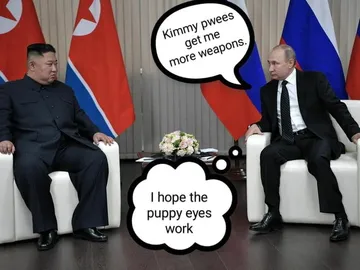 Kimmy pwees
get me
more weapons.
I hope the
puppy eyes
work